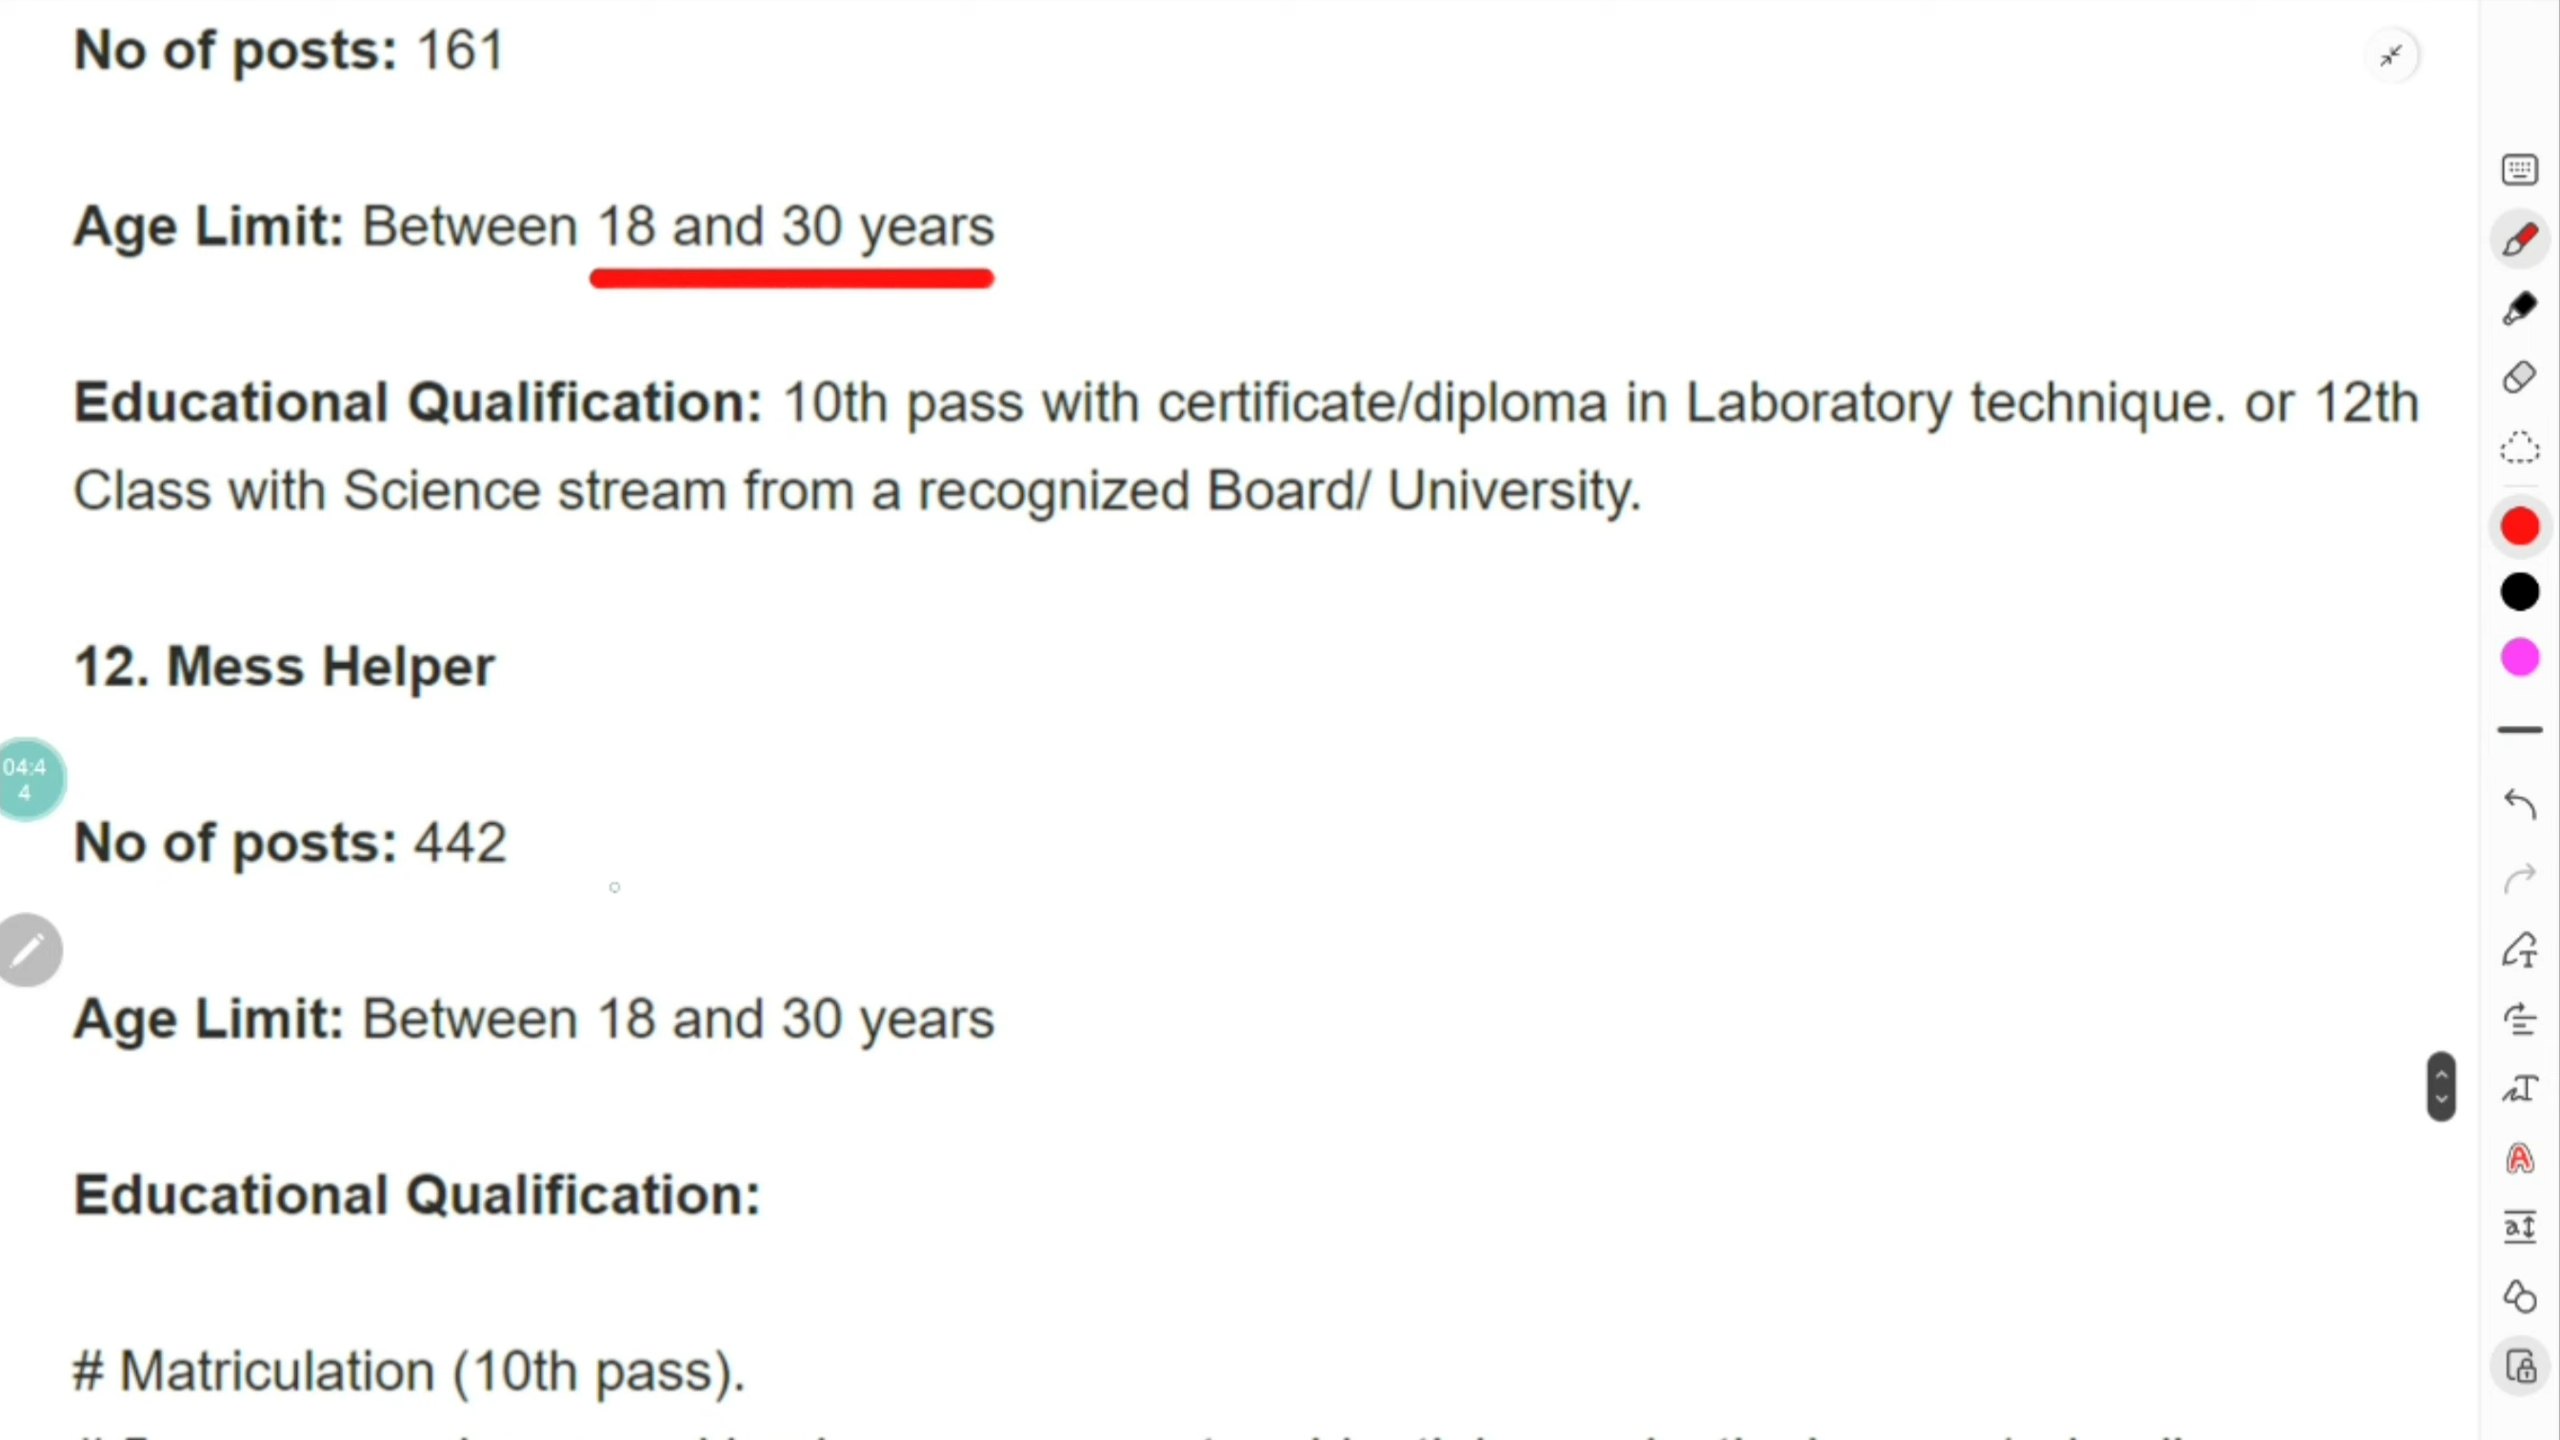 No of posts: 161
Age Limit: Between 18 and 30 years
Educational Qualification: 10th pass with certificate/diploma in Laboratory technique. or 12th
Class with Science stream from a recognized Board/ University.
12. Mess Helper
04:4
4
No of posts: 442
Age Limit: Between 18 and 30 years
Educational Qualification:
# Matriculation (10th pass).